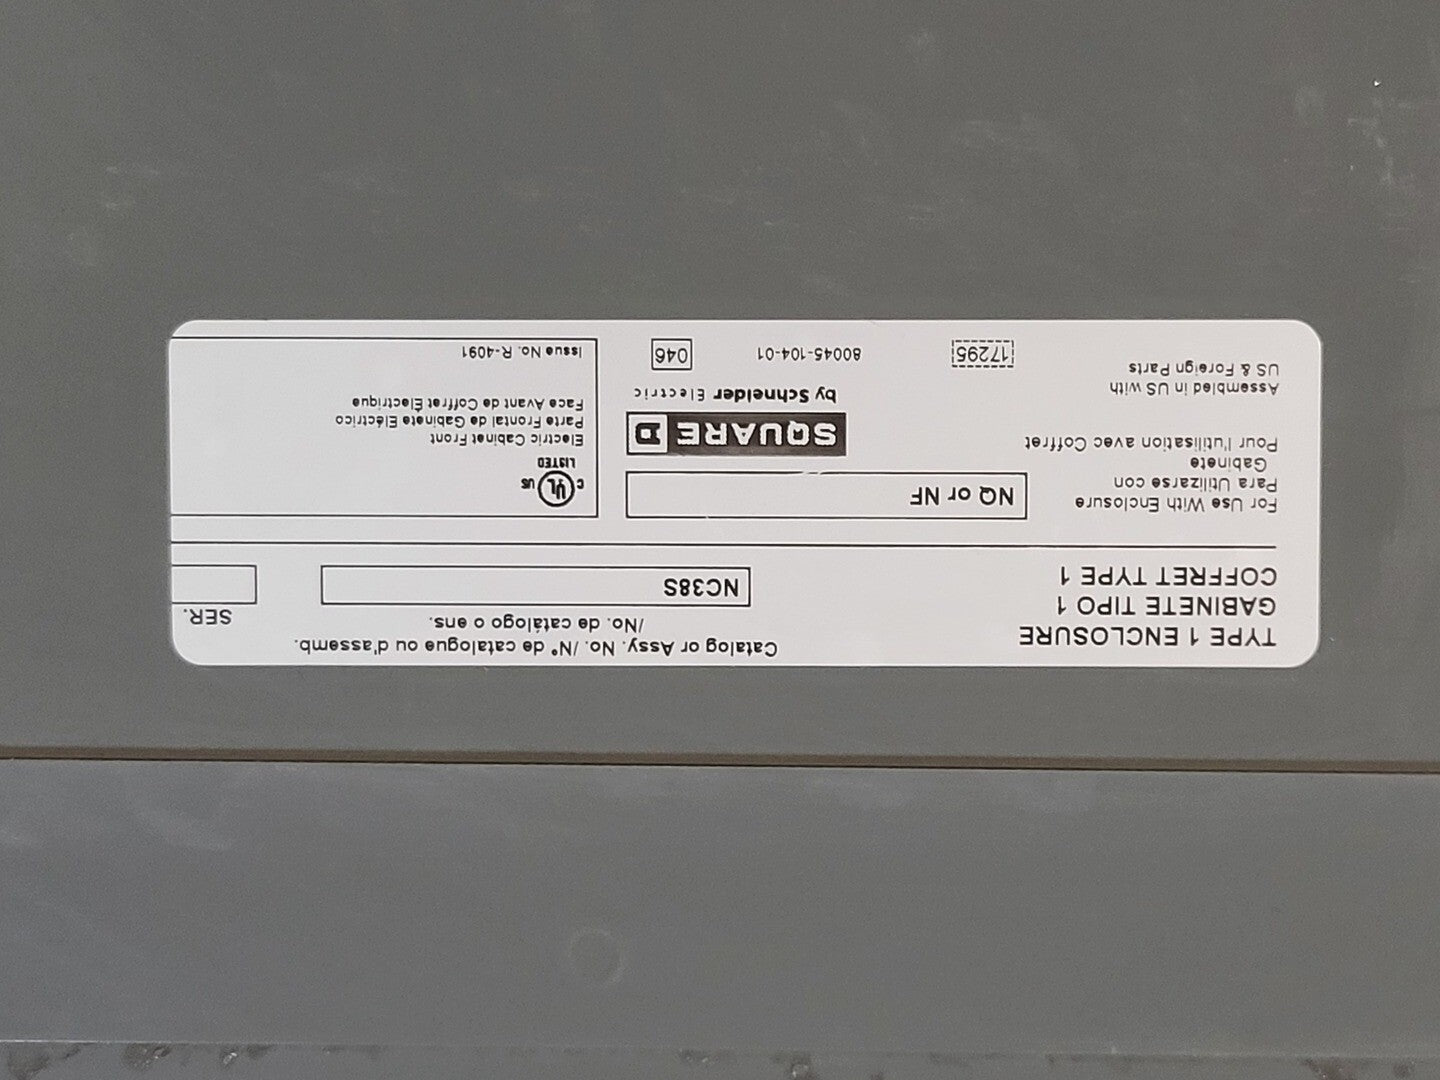 TYPE 1 ENCLOSURE
GABINETE TIPO 1
COFFRET TYPE 1
Catalog or Assy. No. /N° de catalogue ou d'assemb.
/No. de catálogo o ens.
NC38S
SER.
For Use With Enclosure
Para Utilizarse con
Gabinete
Pour l'utilisation avec Coffret
NQ or NF
SQUARE D
by Schneider Electric
C UL US
LISTED
Electric Cabinet Front
Parte Frontal de Gabinete Eléctrico
Face Avant de Coffret Électrique
Assembled in US with
US & Foreign Parts
17295
80045-104-01
046
Issue No. R-4091